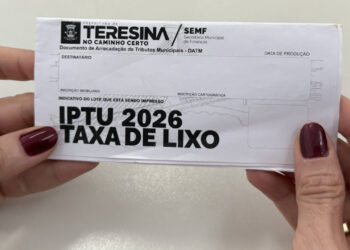 PREFEITURA DE
TERESINA
NO CAMINHO CERTO
SEMF
Secretaria Municipal
de Finanças
Documento de Arrecadação de Tributos Municipais - DATM
DESTINATÁRIO
DATA DE PRODUÇÃO
INSCRIÇÃO IMOBILIÁRIA
INSCRIÇÃO CARTOGRÁFICA
INDICATIVO DO LOTE QUE ESTÁ SENDO IMPRESSO
IPTU 2026
TAXA DE LIXO